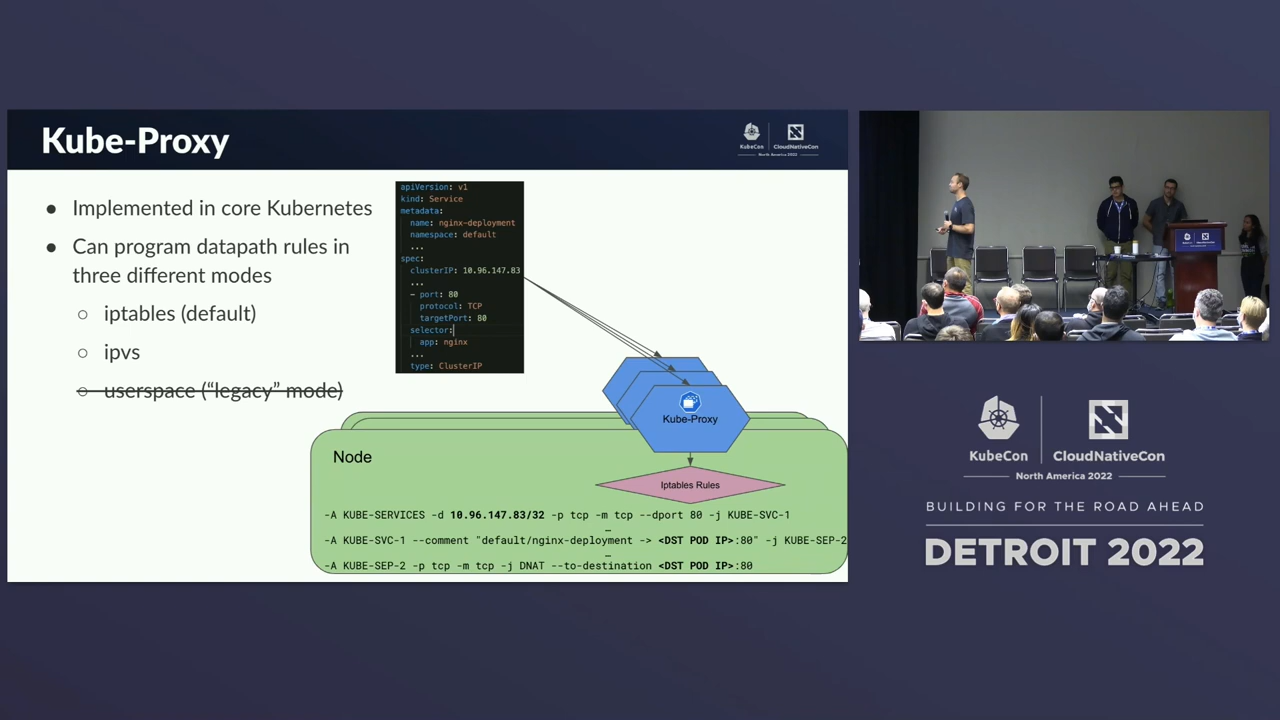 Kube-Proxy
KubeCon
CloudNativeCon
North America 2022
● Implemented in core Kubernetes
● Can program datapath rules in
three different modes
○ iptables (default)
○ ipvs
○ userspace (“legacy” mode)
apiVersion: v1
kind: Service
metadata:
name: nginx-deployment
namespace: default
...
spec:
clusterIP: 10.96.147.83
...
- port: 80
protocol: TCP
targetPort: 80
selector:
app: nginx
...
type: ClusterIP
Kube-Proxy
Node
Iptables Rules
-A KUBE-SERVICES -d 10.96.147.83/32 -p tcp -m tcp --dport 80 -j KUBE-SVC-1
…
-A KUBE-SVC-1 --comment "default/nginx-deployment -> <DST POD IP>:80" -j KUBE-SEP-2
…
-A KUBE-SEP-2 -p tcp -m tcp -j DNAT --to-destination <DST POD IP>:80
KubeCon
CloudNativeCon
North America 2022
BUILDING FOR THE ROAD AHEAD
DETROIT 2022